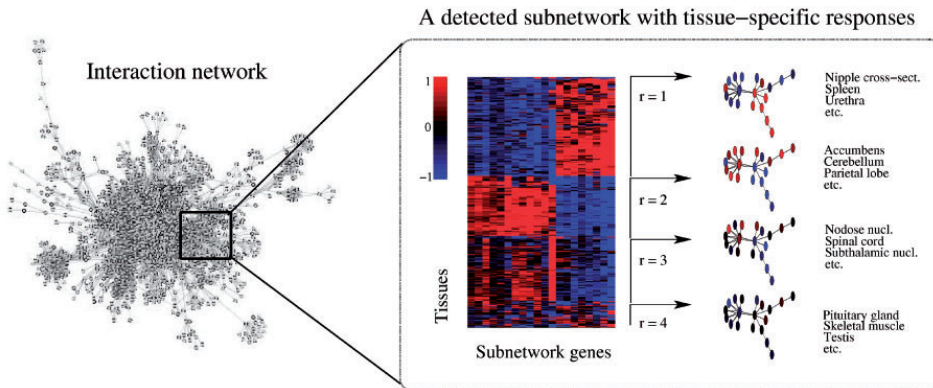 A detected subnetwork with tissue-specific responses
Interaction network
1
0
-1
Tissues
Subnetwork genes
r = 1
r = 2
r = 3
r = 4
Nipple cross-sect.
Spleen
Urethra
etc.
Accumbens
Cerebellum
Parietal lobe
etc.
Nodose nucl.
Spinal cord
Subthalamic nucl.
etc.
Pituitary gland
Skeletal muscle
Testis
etc.